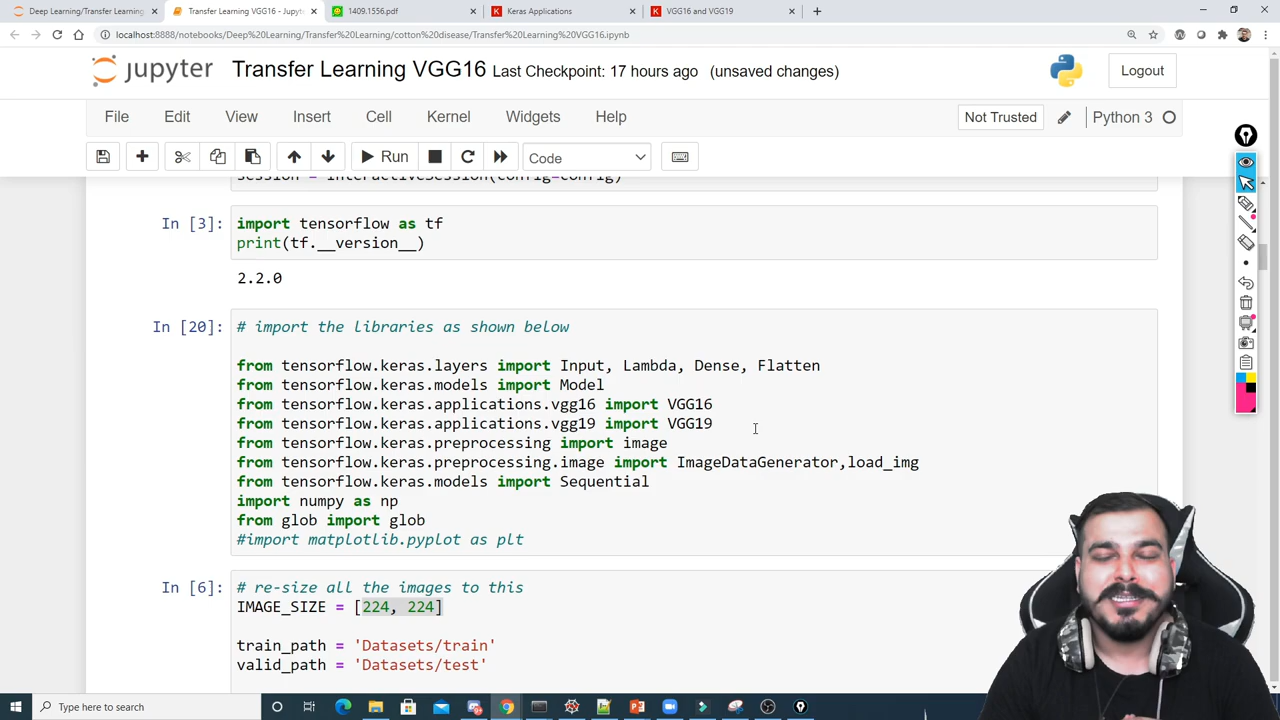 Deep Learning/Transfer Learning
Transfer Learning VGG16 - Jupyte
1409.1556.pdf
Keras Applications
VGG16 and VGG19
localhost:8888/notebooks/Deep%20Learning/Transfer%20Learning/cotton%20disease/Transfer%20Learning%20VGG16.ipynb
jupyter Transfer Learning VGG16 Last Checkpoint: 17 hours ago (unsaved changes)
Logout
File Edit View Insert Cell Kernel Widgets Help
Not Trusted
Python 3
Run
Code
session = InteractiveSession(config=config)
In [3]:
import tensorflow as tf
print(tf.__version__)
2.2.0
In [20]:
# import the libraries as shown below
from tensorflow.keras.layers import Input, Lambda, Dense, Flatten
from tensorflow.keras.models import Model
from tensorflow.keras.applications.vgg16 import VGG16
from tensorflow.keras.applications.vgg19 import VGG19
from tensorflow.keras.preprocessing import image
from tensorflow.keras.preprocessing.image import ImageDataGenerator,load_img
from tensorflow.keras.models import Sequential
import numpy as np
from glob import glob
#import matplotlib.pyplot as plt
In [6]:
# re-size all the images to this
IMAGE_SIZE = [224, 224]
train_path = 'Datasets/train'
valid_path = 'Datasets/test'
Type here to search